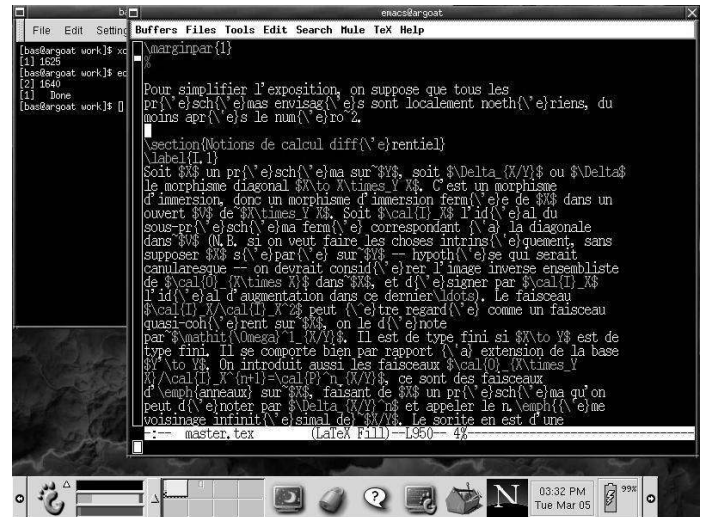 emacs@argoat
File Edit Setting
Buffers Files Tools Edit Search Mule TeX Help
[bas@argoat work]$ xd
[1] 1625
[bas@argoat work]$ ed
[2] 1640
[1] Done
[bas@argoat work]$
\marginpar{1}
%
Pour simplifier l'exposition, on suppose que tous les
pr{\'e}sch{\'e}mas envisag{\'e}s sont localement noeth{\'e}riens, du
moins apr{\'e}s le num{\'e}ro~2.
\section{Notions de calcul diff{\'e}rentiel}
\label{I.1}
Soit $X$ un pr{\'e}sch{\'e}ma sur~$Y$, soit $\Delta_{X/Y}$ ou $\Delta$
le morphisme diagonal $X\to X\times_Y X$. C'est un morphisme
d'immersion, donc un morphisme d'immersion ferm{\'e}e de $X$ dans un
ouvert $V$ de~$X\times_Y X$. Soit $\cal{I}_X$ l'id{\'e}al du
sous-pr{\'e}sch{\'e}ma ferm{\'e} correspondant {\'a} la diagonale
dans~$V$ (N.B. si on veut faire les choses intrins{\'e}quement, sans
supposer $X$ s{\'e}par{\'e} sur~$Y$ -- hypoth{\'e}se qui serait
canularesque -- on devrait consid{\'e}rer l'image inverse ensembliste
de $\cal{O}_{X\times X}$ dans~$X$, et d{\'e}signer par $\cal{I}_X$
l'id{\'e}al d'augmentation dans ce dernier\ldots). Le faisceau
$\cal{I}_X/\cal{I}_X^2$ peut {\^e}tre regard{\'e} comme un faisceau
quasi-coh{\'e}rent sur~$X$, on le d{\'e}note
par~$\mathit{\Omega}^1_{X/Y}$. Il est de type fini si $X\to Y$ est de
type fini. Il se comporte bien par rapport {\'a} extension de la base
$Y'\to Y$. On introduit aussi les faisceaux $\cal{O}_{X\times_Y
X}/\cal{I}_X^{n+1}=\cal{P}^n_{X/Y}$, ce sont des faisceaux
d'\emph{anneaux} sur~$X$, faisant de $X$ un pr{\'e}sch{\'e}ma qu'on
peut d{\'e}noter par $\Delta_{X/Y}^n$ et appeler le n.\emph{{\'e}me
voisinage infinit{\'e}simal de}~$X/Y$. Le sorite en est d'une
-:-- master.tex (LaTeX Fill)--L950-- 4%
N
03:32 PM
Tue Mar 05
99%